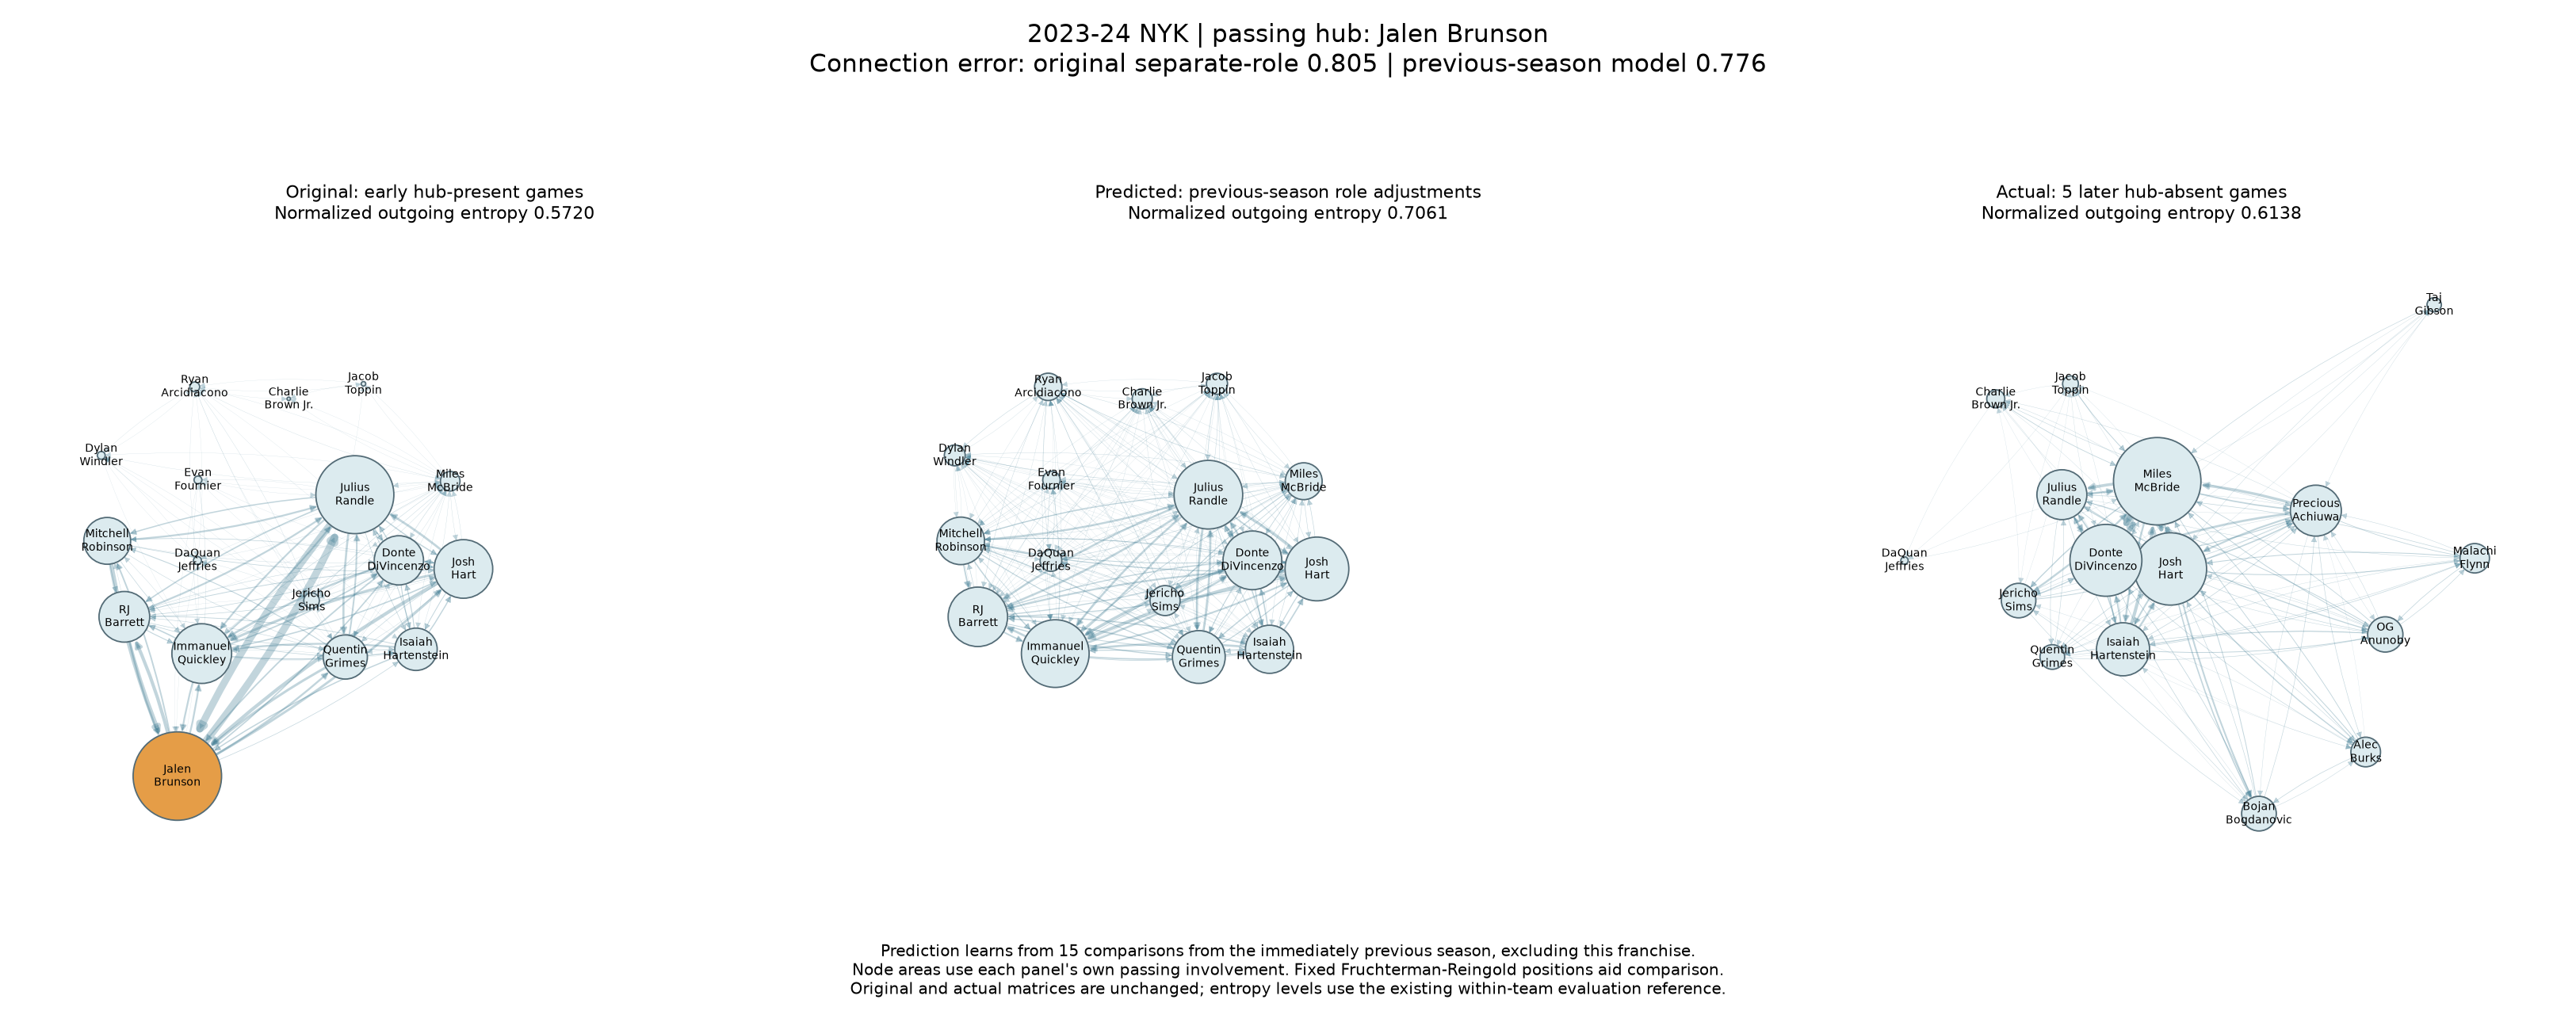 2023-24 NYK | passing hub: Jalen Brunson
Connection error: original separate-role 0.805 | previous-season model 0.776
Original: early hub-present games
Normalized outgoing entropy 0.5720
Ryan
Arcidiacono
Charlie
Brown Jr.
Jacob
Toppin
Dylan
Windler
Evan
Fournier
Julius
Randle
Miles
McBride
Mitchell
Robinson
DaQuan
Jeffries
Donte
DiVincenzo
Josh
Hart
Jericho
Sims
RJ
Barrett
Immanuel
Quickley
Quentin
Grimes
Isaiah
Hartenstein
Jalen
Brunson
Predicted: previous-season role adjustments
Normalized outgoing entropy 0.7061
Ryan
Arcidiacono
Charlie
Brown Jr.
Jacob
Toppin
Dylan
Windler
Evan
Fournier
Julius
Randle
Miles
McBride
Mitchell
Robinson
DaQuan
Jeffries
Donte
DiVincenzo
Josh
Hart
Jericho
Sims
RJ
Barrett
Immanuel
Quickley
Quentin
Grimes
Isaiah
Hartenstein
Actual: 5 later hub-absent games
Normalized outgoing entropy 0.6138
Taj
Gibson
Jacob
Toppin
Charlie
Brown Jr.
Miles
McBride
Julius
Randle
Precious
Achiuwa
DaQuan
Jeffries
Donte
DiVincenzo
Josh
Hart
Malachi
Flynn
Jericho
Sims
OG
Anunoby
Quentin
Grimes
Isaiah
Hartenstein
Alec
Burks
Bojan
Bogdanovic
Prediction learns from 15 comparisons from the immediately previous season, excluding this franchise.
Node areas use each panel's own passing involvement. Fixed Fruchterman-Reingold positions aid comparison.
Original and actual matrices are unchanged; entropy levels use the existing within-team evaluation reference.